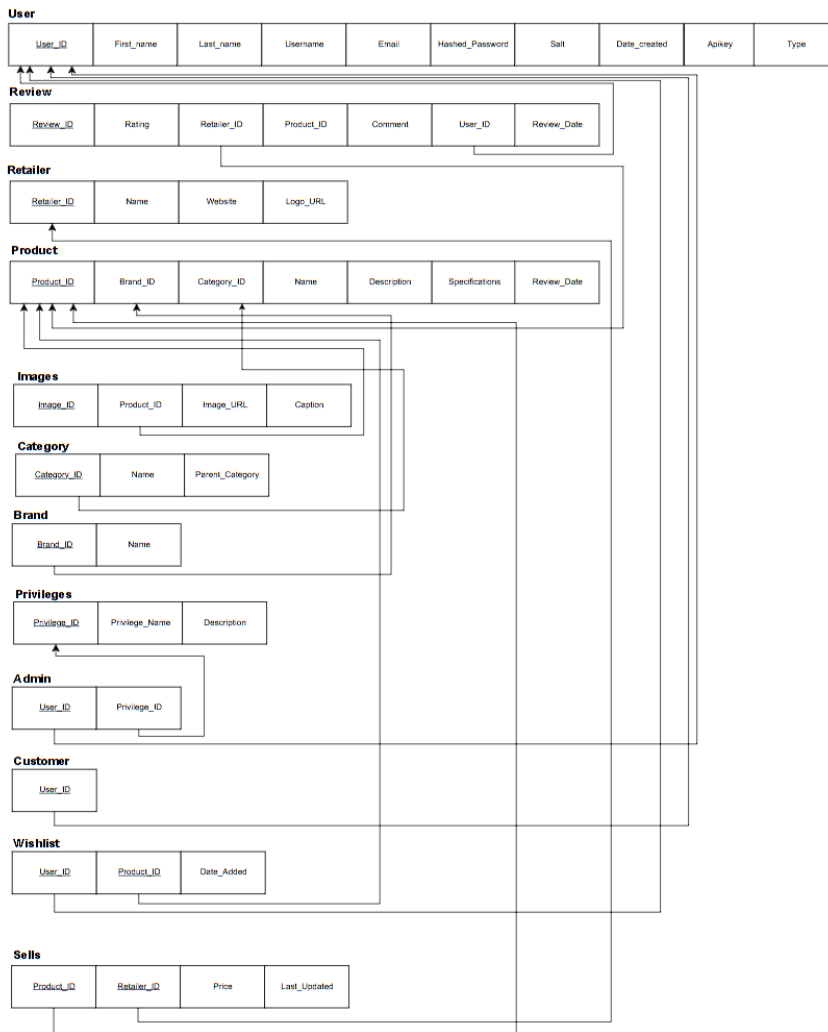 User
User_ID First_name Last_name Username Email Hashed_Password Salt Date_created Apikey Type
Review
Review_ID Rating Retailer_ID Product_ID Comment User_ID Review_Date
Retailer
Retailer_ID Name Website Logo_URL
Product
Product_ID Brand_ID Category_ID Name Description Specifications Review_Date
Images
Image_ID Product_ID Image_URL Caption
Category
Category_ID Name Parent_Category
Brand
Brand_ID Name
Privileges
Privilege_ID Privilege_Name Description
Admin
User_ID Privilege_ID
Customer
User_ID
Wishlist
User_ID Product_ID Date_Added
Sells
Product_ID Retailer_ID Price Last_Updated